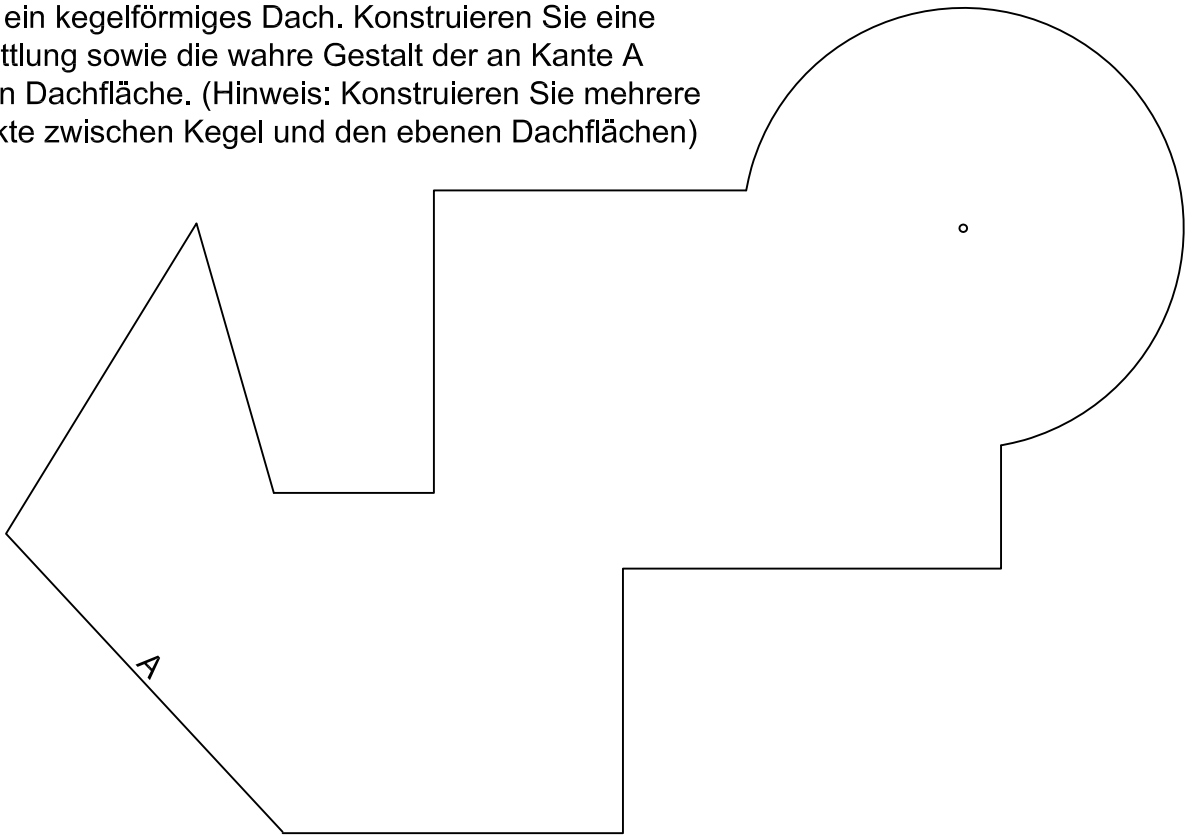 ein kegelförmiges Dach. Konstruieren Sie eine
ttlung sowie die wahre Gestalt der an Kante A
n Dachfläche. (Hinweis: Konstruieren Sie mehrere
kte zwischen Kegel und den ebenen Dachflächen)
A